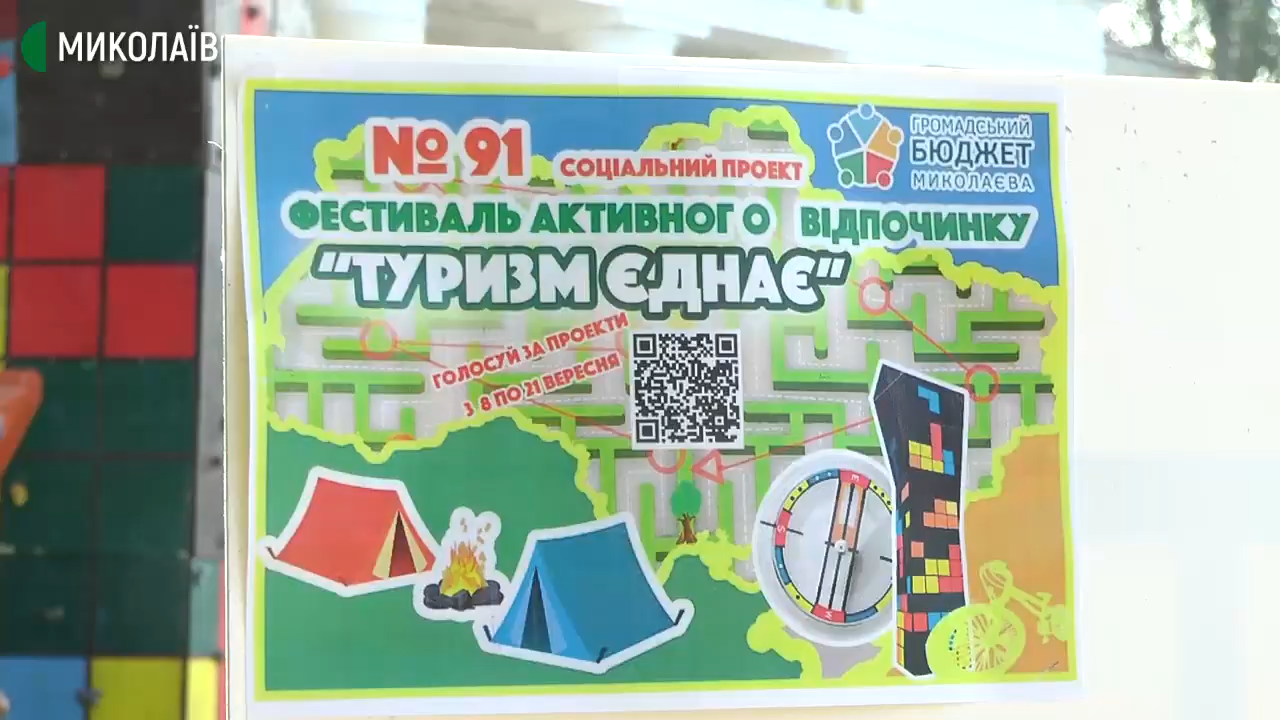 МИКОЛАЇВ
№ 91
СОЦІАЛЬНИЙ ПРОЕКТ
ГРОМАДСЬКИЙ
БЮДЖЕТ
МИКОЛАЄВА
ФЕСТИВАЛЬ АКТИВНОГО ВІДПОЧИНКУ
"ТУРИЗМ ЄДНАЄ"
ГОЛОСУЙ ЗА ПРОЕКТИ
З 8 ПО 21 ВЕРЕСНЯ